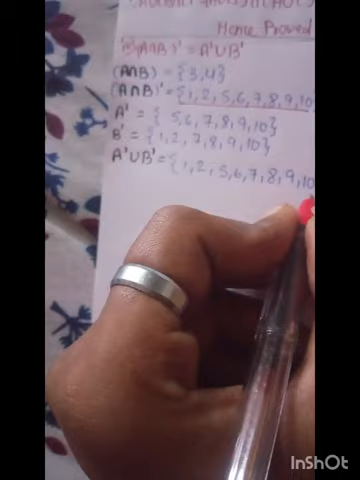 Hence Proved
(A∩B)' = A'∪B'
(A∩B) = {3,4}
(A∩B)' = {1,2,5,6,7,8,9,10
A' = { 5,6,7,8,9,10}
B' = {1,2,7,8,9,10}
A'∪B' = {1,2,5,6,7,8,9,10
InShOt